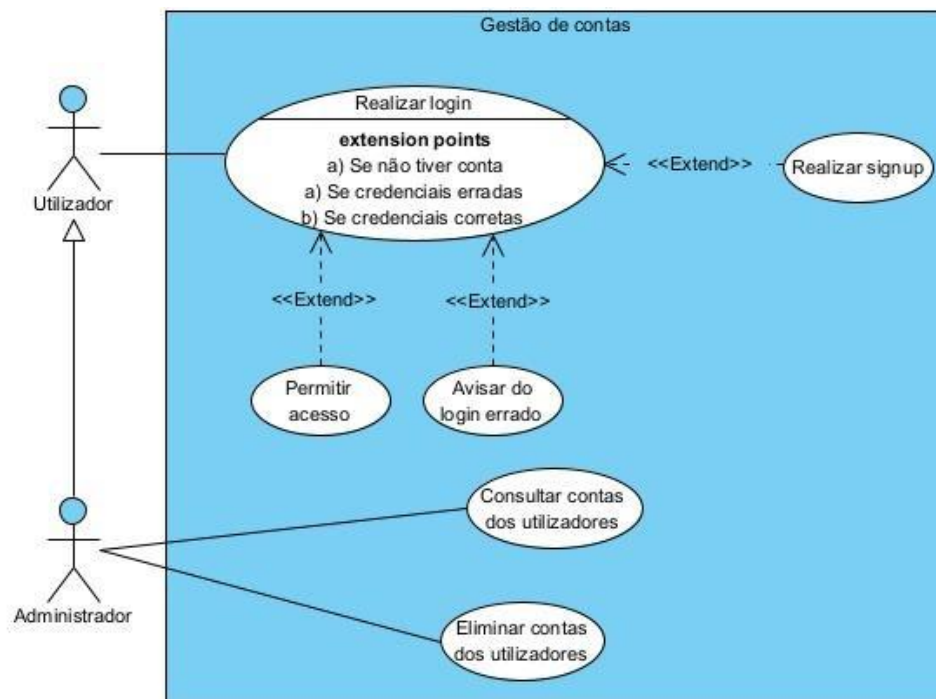 Gestão de contas
Realizar login
extension points
a) Se não tiver conta
a) Se credenciais erradas
b) Se credenciais corretas
<<Extend>>
Realizar signup
Utilizador
<<Extend>>
<<Extend>>
Permitir
acesso
Avisar do
login errado
Consultar contas
dos utilizadores
Administrador
Eliminar contas
dos utilizadores